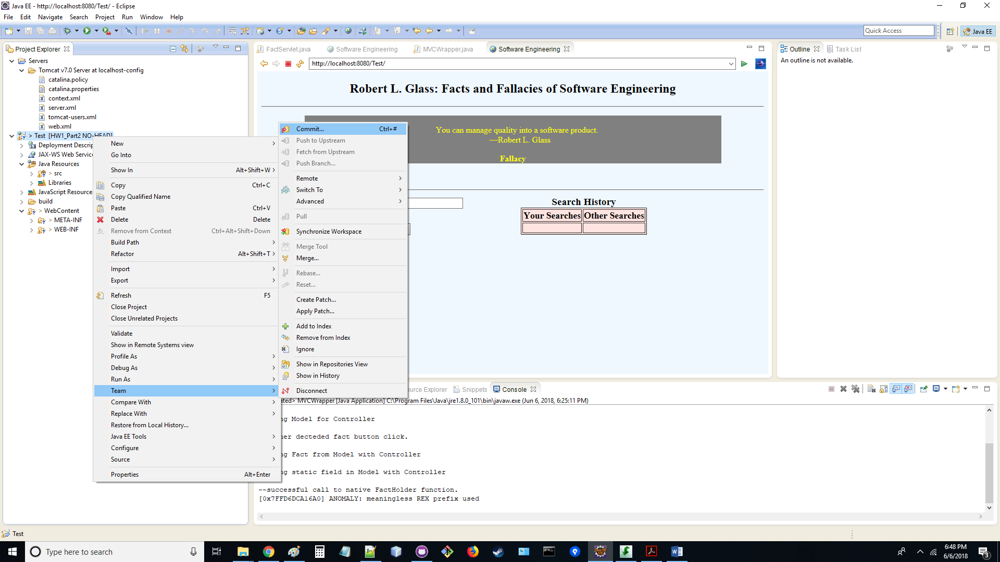 Java EE - http://localhost:8080/Test/ - Eclipse
File Edit Navigate Search Project Run Window Help
Quick Access
Java EE
Project Explorer
Servers
Tomcat v7.0 Server at localhost-config
catalina.policy
catalina.properties
context.xml
server.xml
tomcat-users.xml
web.xml
> Test [HW1_Part2 NO-HEAD]
Deployment Descrip
JAX-WS Web Service
Java Resources
> src
Libraries
JavaScript Resource
build
> WebContent
> META-INF
> WEB-INF
New
Go Into
Show In Alt+Shift+W
Copy Ctrl+C
Copy Qualified Name
Paste Ctrl+V
Delete Delete
Remove from Context Ctrl+Alt+Shift+Down
Build Path
Refactor Alt+Shift+T
Import
Export
Refresh F5
Close Project
Close Unrelated Projects
Validate
Show in Remote Systems view
Profile As
Debug As
Run As
Team
Compare With
Replace With
Restore from Local History...
Java EE Tools
Configure
Source
Properties Alt+Enter
Commit... Ctrl+#
Push to Upstream
Fetch from Upstream
Push Branch...
Remote
Switch To
Advanced
Pull
Synchronize Workspace
Merge Tool
Merge...
Rebase...
Reset...
Create Patch...
Apply Patch...
Add to Index
Remove from Index
Ignore
Show in Repositories View
Show in History
Disconnect
FactServlet.java Software Engineering MVCWrapper.java Software Engineering
http://localhost:8080/Test/
Robert L. Glass: Facts and Fallacies of Software Engineering
You can manage quality into a software product.
—Robert L. Glass
Fallacy
Search History
Your Searches Other Searches
Outline Task List
An outline is not available.
ource Explorer Snippets Console
ated> MVCWrapper [Java Application] C:\Program Files\Java\jre1.8.0_101\bin\javaw.exe (Jun 6, 2018, 6:25:11 PM)
ng Model for Controller
er decteded fact button click.
ng Fact from Model with Controller
ng static field in Model with Controller
--successful call to native FactHolder function.
[0x7FFD6DCA16A0] ANOMALY: meaningless REX prefix used
Test
Type here to search
6:48 PM
6/6/2018
3